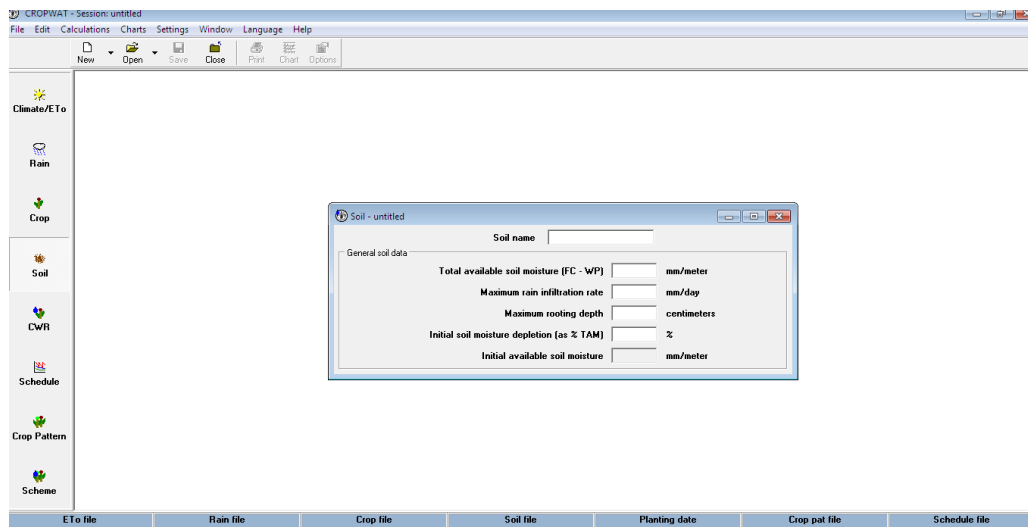 CROPWAT - Session: untitled
File Edit Calculations Charts Settings Window Language Help
New Open Save Close Print Chart Options
Climate/ETo
Rain
Crop
Soil
CWR
Schedule
Crop Pattern
Scheme
Soil - untitled
Soil name
General soil data
Total available soil moisture (FC - WP) mm/meter
Maximum rain infiltration rate mm/day
Maximum rooting depth centimeters
Initial soil moisture depletion (as % TAM) %
Initial available soil moisture mm/meter
ETo file Rain file Crop file Soil file Planting date Crop pat file Schedule file